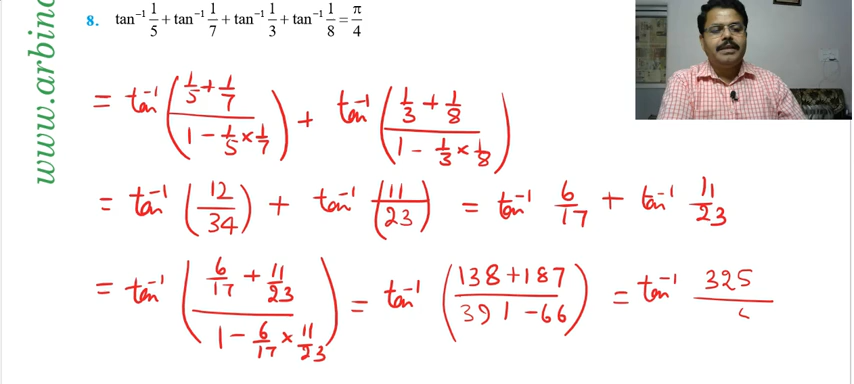 8. tan⁻¹ 1/5 + tan⁻¹ 1/7 + tan⁻¹ 1/3 + tan⁻¹ 1/8 = π/4
= tan⁻¹ ((1/5 + 1/7)/(1 - 1/5 × 1/7)) + tan⁻¹ ((1/3 + 1/8)/(1 - 1/3 × 1/8))
= tan⁻¹ (12/34) + tan⁻¹ (11/23) = tan⁻¹ 6/17 + tan⁻¹ 11/23
= tan⁻¹ ((6/17 + 11/23)/(1 - 6/17 × 11/23)) = tan⁻¹ ((138 + 187)/(391 - 66)) = tan⁻¹ 325/
www.arbind